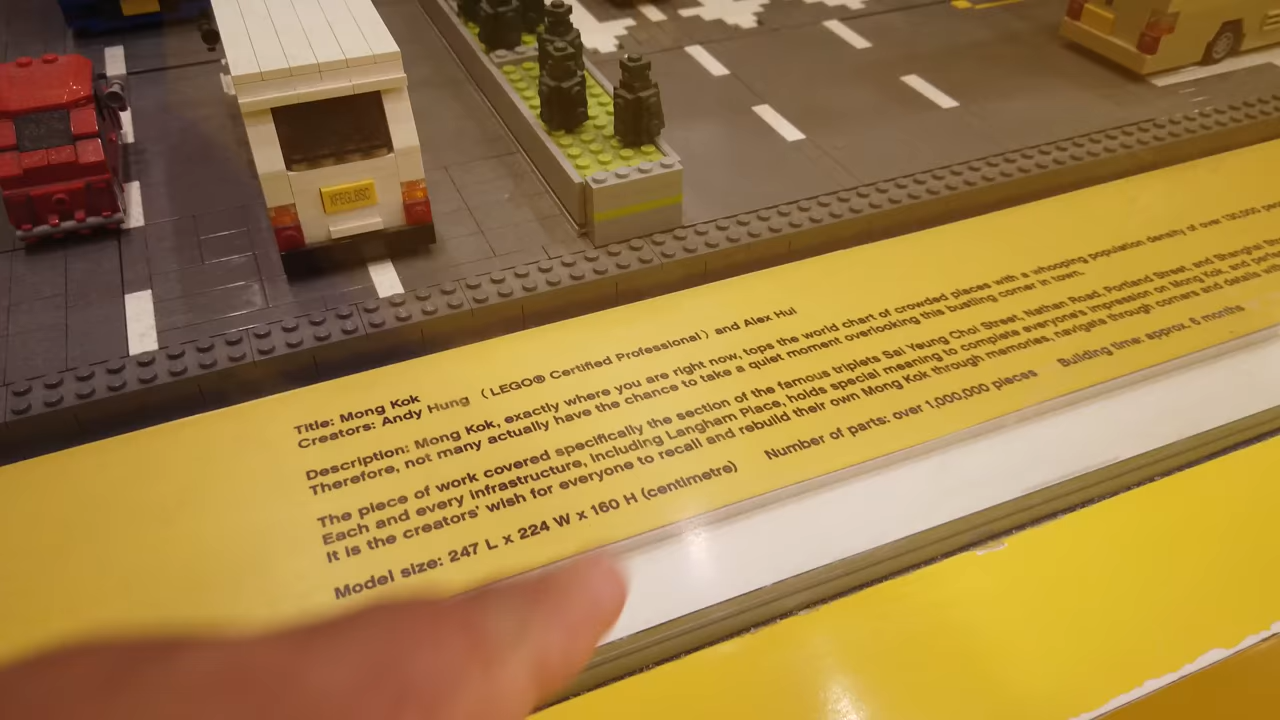 XFEGLBSC
Title: Mong Kok
Creators: Andy Hung (LEGO® Certified Professional) and Alex Hui
Description: Mong Kok, exactly where you are right now, tops the world chart of crowded places with a whooping population density of over 130,000
Therefore, not many actually have the chance to take a quiet moment overlooking this bustling corner in town.
The piece of work covered specifically the section of the famous triplets Sai Yeung Choi Street, Nathan Road, Portland Street, and Shanghai
Each and every infrastructure, including Langham Place, holds special meaning to complete everyone's impression on Mong Kok, and
It is the creators' wish for everyone to recall and rebuild their own Mong Kok through memories, navigate through corners and details
Model size: 247 L x 224 W x 160 H (centimetre) Number of parts: over 1,000,000 pieces Building time: approx. 6 months